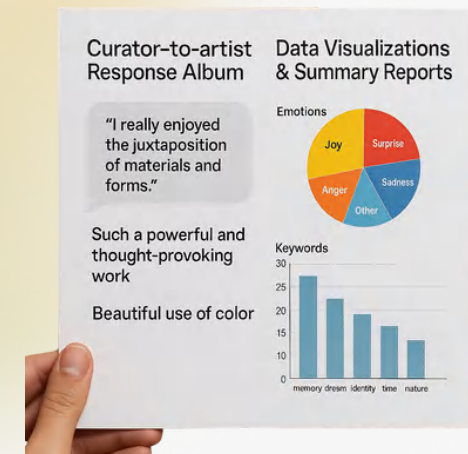 Curator-to-artist
Response Album
“I really enjoyed
the juxtaposition
of materials and
forms.”
Such a powerful and
thought-provoking
work
Beautiful use of color
Data Visualizations
& Summary Reports
Emotions
Joy
Surprise
Anger
Sadness
Other
Keywords
30
25
20
15
10
0
memory dresm identity time nature